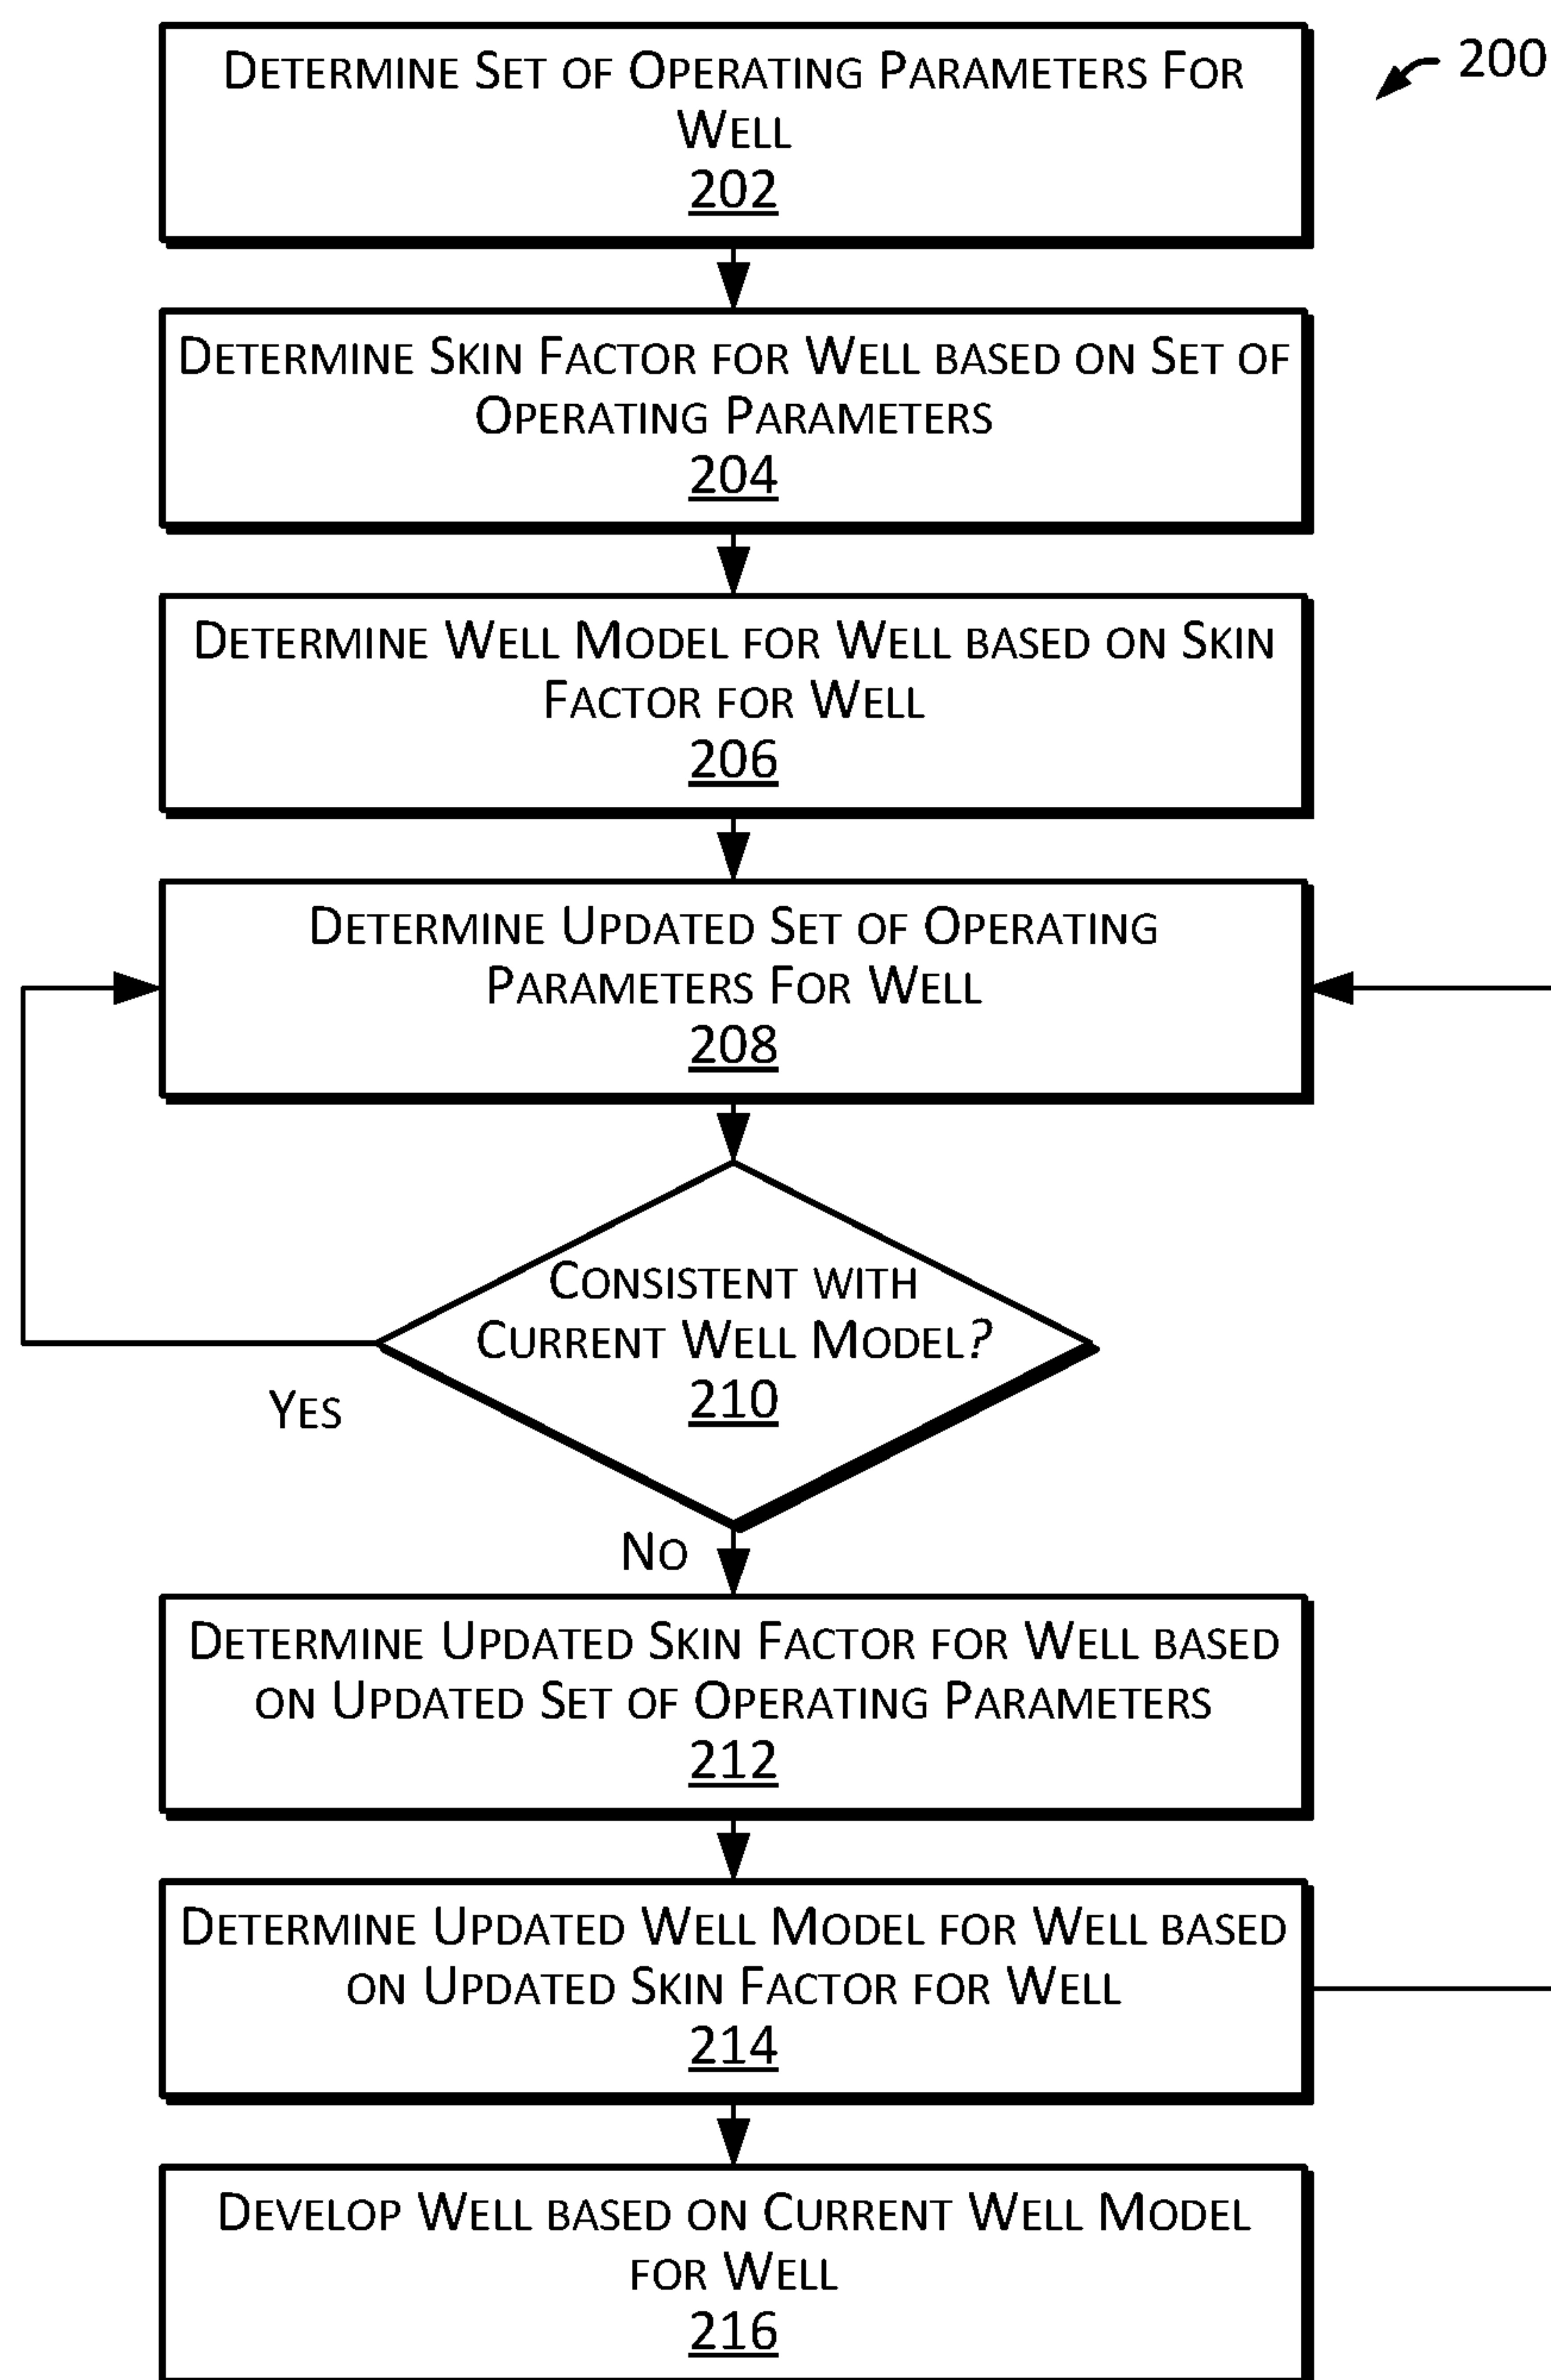 DETERMINE SET OF OPERATING PARAMETERS FOR
WELL
202
200
DETERMINE SKIN FACTOR FOR WELL BASED ON SET OF
OPERATING PARAMETERS
204
DETERMINE WELL MODEL FOR WELL BASED ON SKIN
FACTOR FOR WELL
206
DETERMINE UPDATED SET OF OPERATING
PARAMETERS FOR WELL
208
CONSISTENT WITH
CURRENT WELL MODEL?
210
YES
NO
DETERMINE UPDATED SKIN FACTOR FOR WELL BASED
ON UPDATED SET OF OPERATING PARAMETERS
212
DETERMINE UPDATED WELL MODEL FOR WELL BASED
ON UPDATED SKIN FACTOR FOR WELL
214
DEVELOP WELL BASED ON CURRENT WELL MODEL
FOR WELL
216